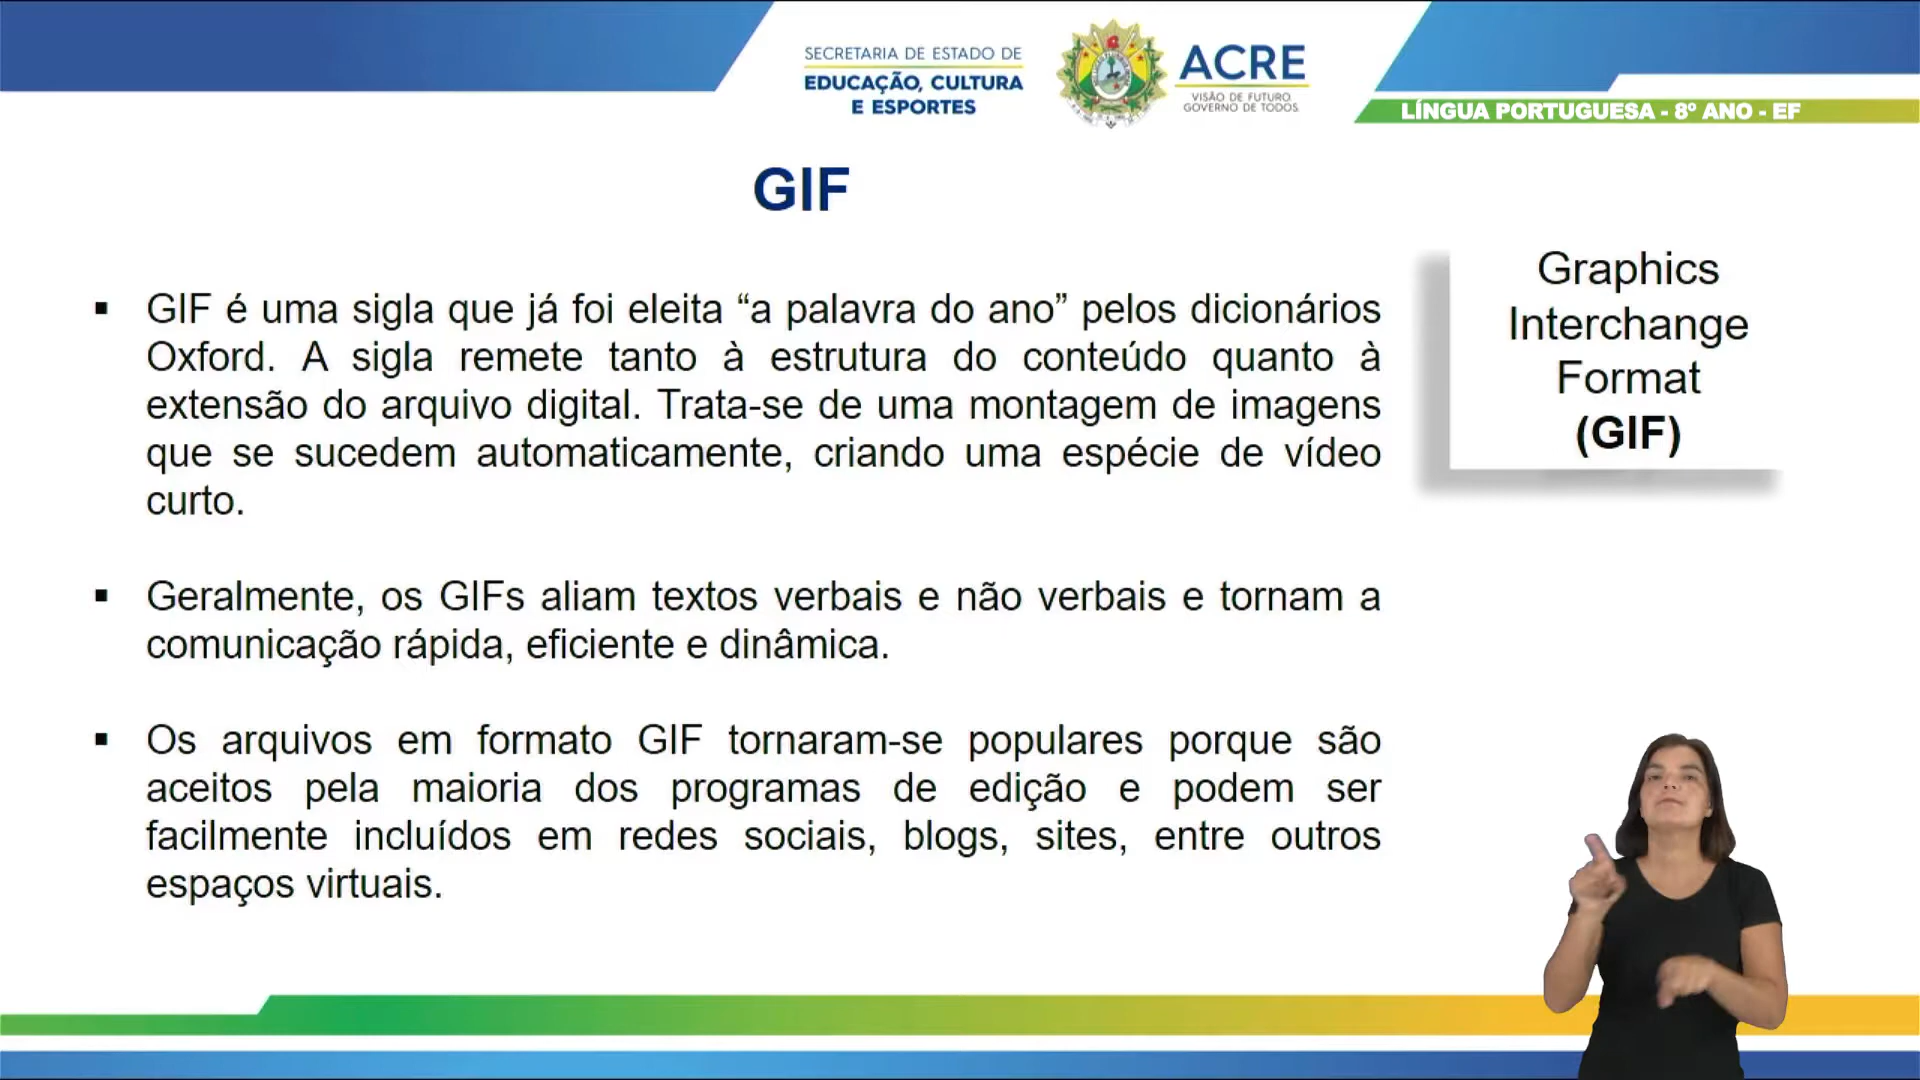 SECRETARIA DE ESTADO DE
EDUCAÇÃO, CULTURA
E ESPORTES
ACRE
VISÃO DE FUTURO.
GOVERNO DE TODOS.
LÍNGUA PORTUGUESA - 8º ANO - EF
GIF
▪ GIF é uma sigla que já foi eleita “a palavra do ano” pelos dicionários
Oxford. A sigla remete tanto à estrutura do conteúdo quanto à
extensão do arquivo digital. Trata-se de uma montagem de imagens
que se sucedem automaticamente, criando uma espécie de vídeo
curto.
▪ Geralmente, os GIFs aliam textos verbais e não verbais e tornam a
comunicação rápida, eficiente e dinâmica.
▪ Os arquivos em formato GIF tornaram-se populares porque são
aceitos pela maioria dos programas de edição e podem ser
facilmente incluídos em redes sociais, blogs, sites, entre outros
espaços virtuais.
Graphics
Interchange
Format
(GIF)